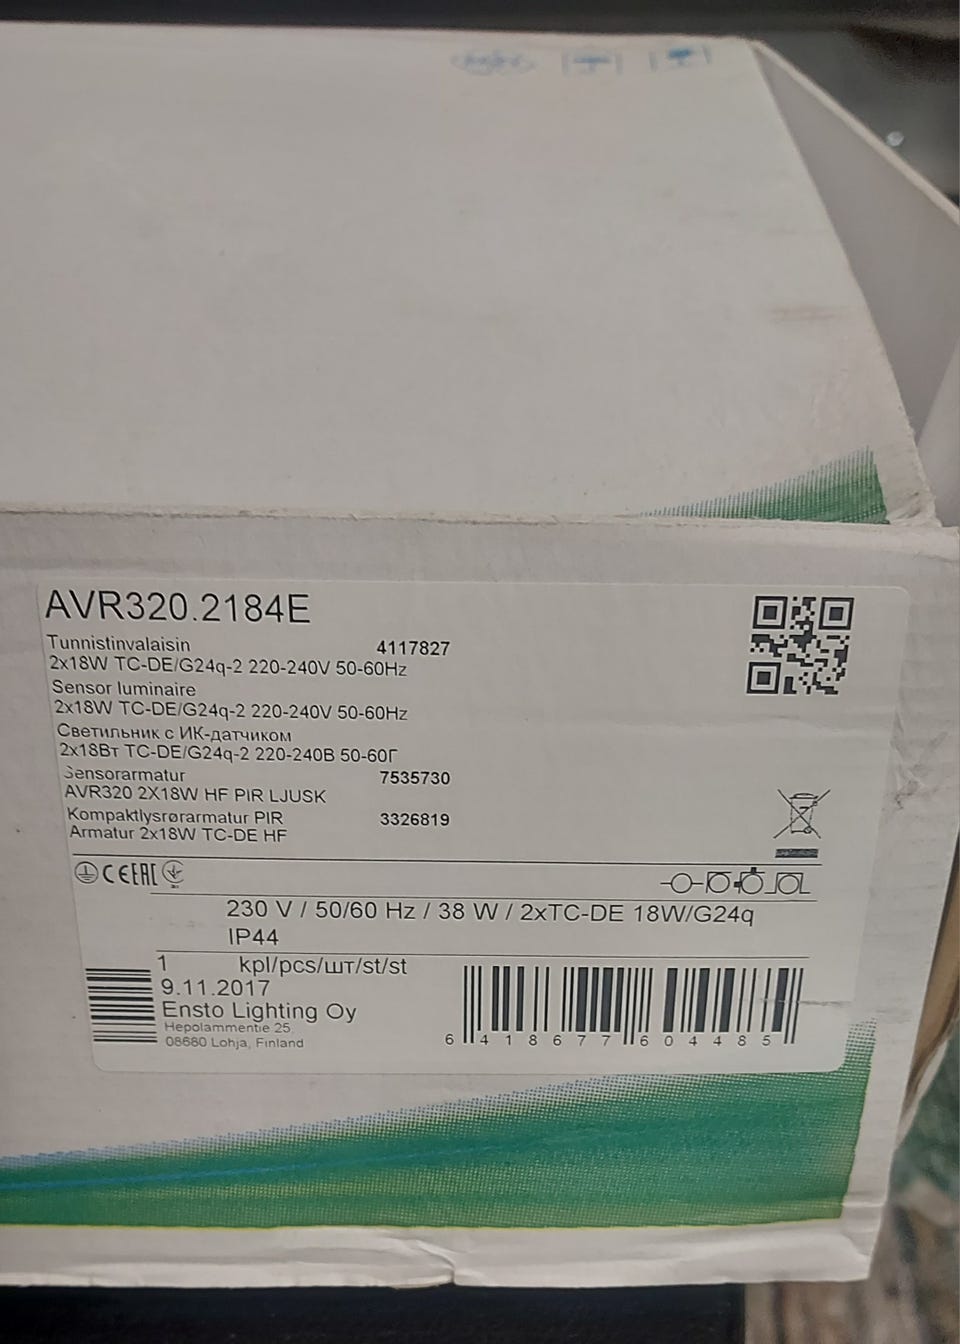 AVR320.2184E
Tunnistinvalaisin 4117827
2x18W TC-DE/G24q-2 220-240V 50-60Hz
Sensor luminaire
2x18W TC-DE/G24q-2 220-240V 50-60Hz
Светильник с ИК-датчиком
2x18Вт TC-DE/G24q-2 220-240В 50-60Г
Sensorarmatur 7535730
AVR320 2X18W HF PIR LJUSK
Kompaktlysrørarmatur PIR 3326819
Armatur 2x18W TC-DE HF
CE EAC
230 V / 50/60 Hz / 38 W / 2xTC-DE 18W/G24q
IP44
1 kpl/pcs/шт/st/st
9.11.2017
Ensto Lighting Oy
Hepolammentie 25
08680 Lohja, Finland
6 418677 604485